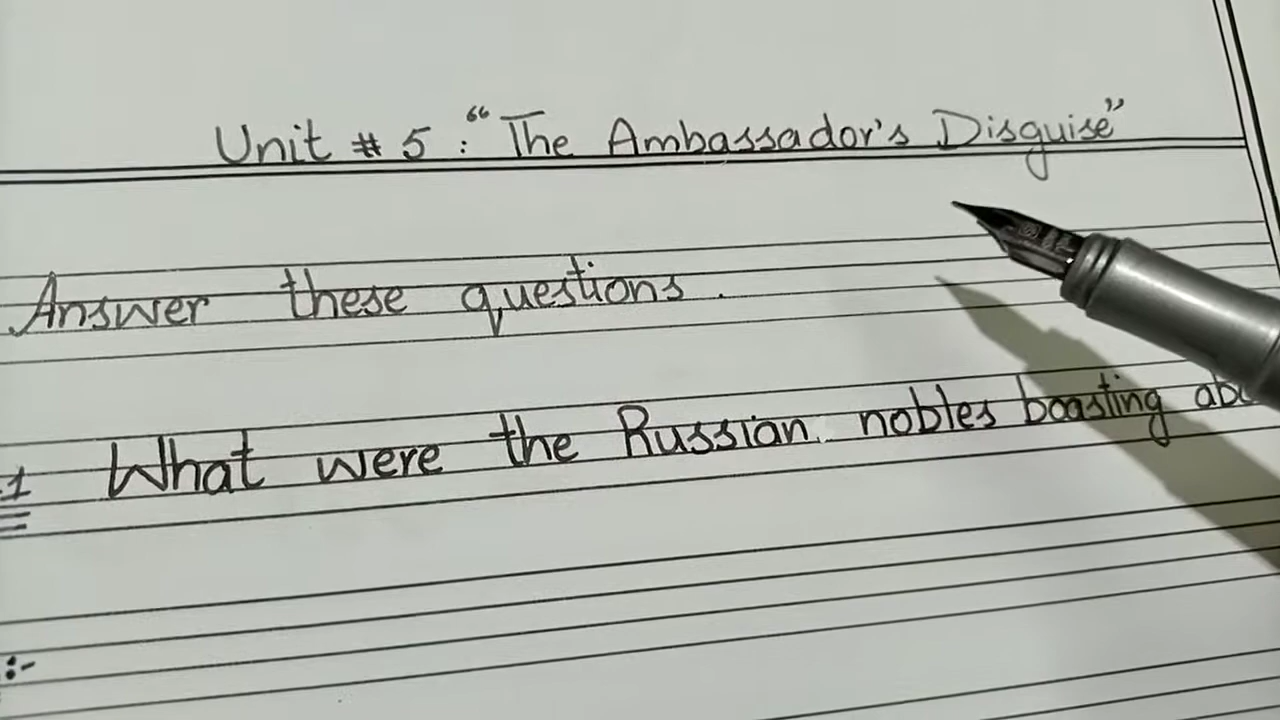 Unit # 5 : “The Ambassador's Disguise”
Answer these questions.
.1 What were the Russian nobles boasting
:-